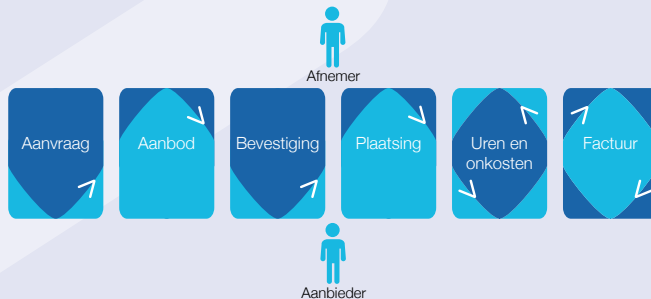 Afnemer
Aanvraag
Aanbod
Bevestiging
Plaatsing
Uren en
onkosten
Factuur
Aanbieder